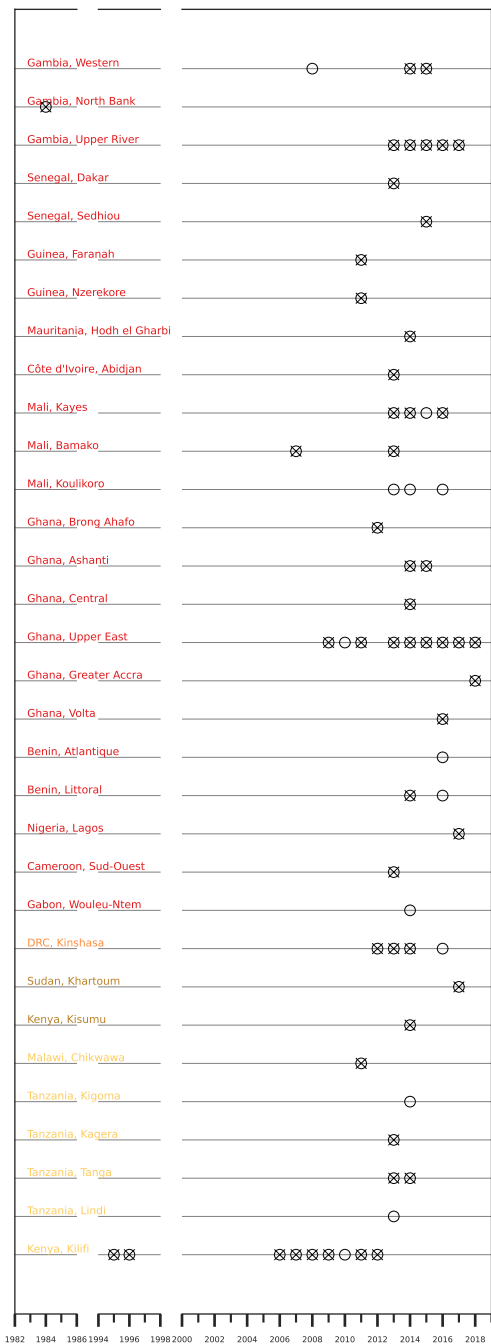 Gambia, Western
Gambia, North Bank
Gambia, Upper River
Senegal, Dakar
Senegal, Sedhiou
Guinea, Faranah
Guinea, Nzerekore
Mauritania, Hodh el Gharbi
Côte d'Ivoire, Abidjan
Mali, Kayes
Mali, Bamako
Mali, Koulikoro
Ghana, Brong Ahafo
Ghana, Ashanti
Ghana, Central
Ghana, Upper East
Ghana, Greater Accra
Ghana, Volta
Benin, Atlantique
Benin, Littoral
Nigeria, Lagos
Cameroon, Sud-Ouest
Gabon, Wouleu-Ntem
DRC, Kinshasa
Sudan, Khartoum
Kenya, Kisumu
Malawi, Chikwawa
Tanzania, Kigoma
Tanzania, Kagera
Tanzania, Tanga
Tanzania, Lindi
Kenya, Kilifi
1982 1984 1986 1994 1996 1998 2000 2002 2004 2006 2008 2010 2012 2014 2016 2018